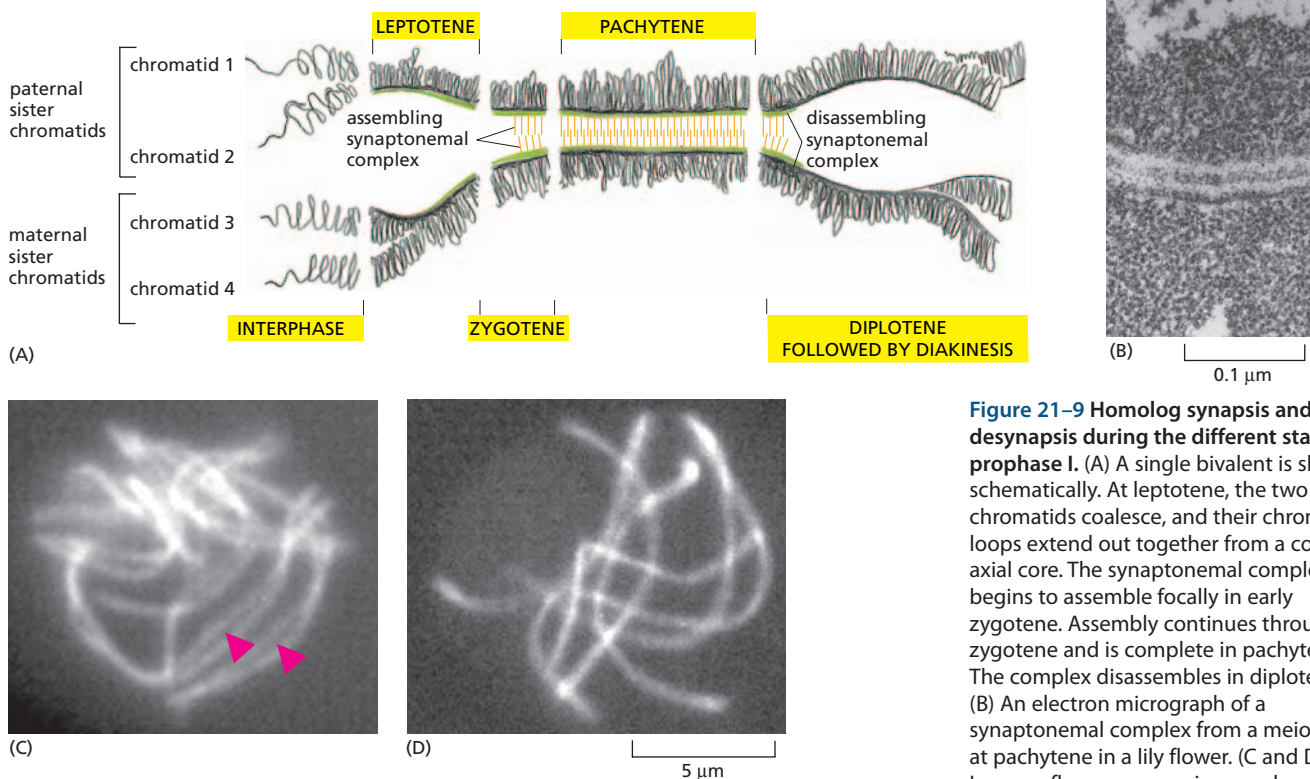 LEPTOTENE
PACHYTENE
paternal
sister
chromatids
chromatid 1
chromatid 2
assembling
synaptonemal
complex
disassembling
synaptonemal
complex
maternal
sister
chromatids
chromatid 3
chromatid 4
INTERPHASE
ZYGOTENE
DIPLOTENE
FOLLOWED BY DIAKINESIS
(A)
(B)
0.1 μm
(C)
(D)
5 μm
Figure 21–9 Homolog synapsis and
desynapsis during the different sta
prophase I. (A) A single bivalent is s
schematically. At leptotene, the two
chromatids coalesce, and their chrom
loops extend out together from a co
axial core. The synaptonemal comple
begins to assemble focally in early
zygotene. Assembly continues throu
zygotene and is complete in pachyte
The complex disassembles in diplote
(B) An electron micrograph of a
synaptonemal complex from a meio
at pachytene in a lily flower. (C and D